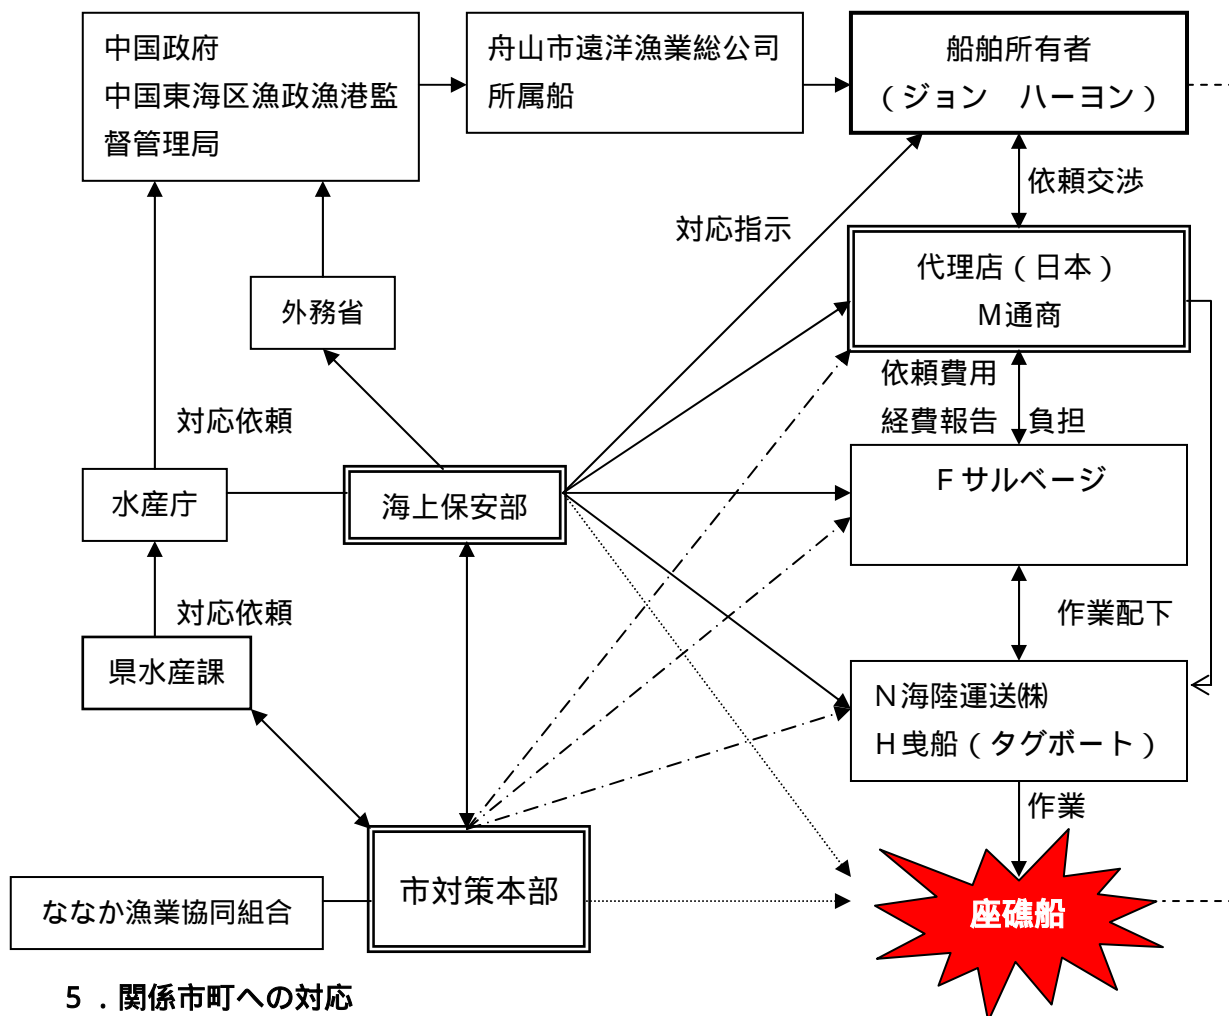 中国政府
中国東海区漁政漁港監
督管理局
舟山市遠洋漁業総公司
所属船
船舶所有者
（ジョン　ハーヨン）
依頼交渉
対応指示
代理店（日本）
Ｍ通商
外務省
依頼費用
経費報告　負担
対応依頼
Ｆサルベージ
水産庁
海上保安部
対応依頼
作業配下
県水産課
Ｎ海陸運送㈱
Ｈ曳船（タグボート）
作業
市対策本部
ななか漁業協同組合
座礁船
５．関係市町への対応